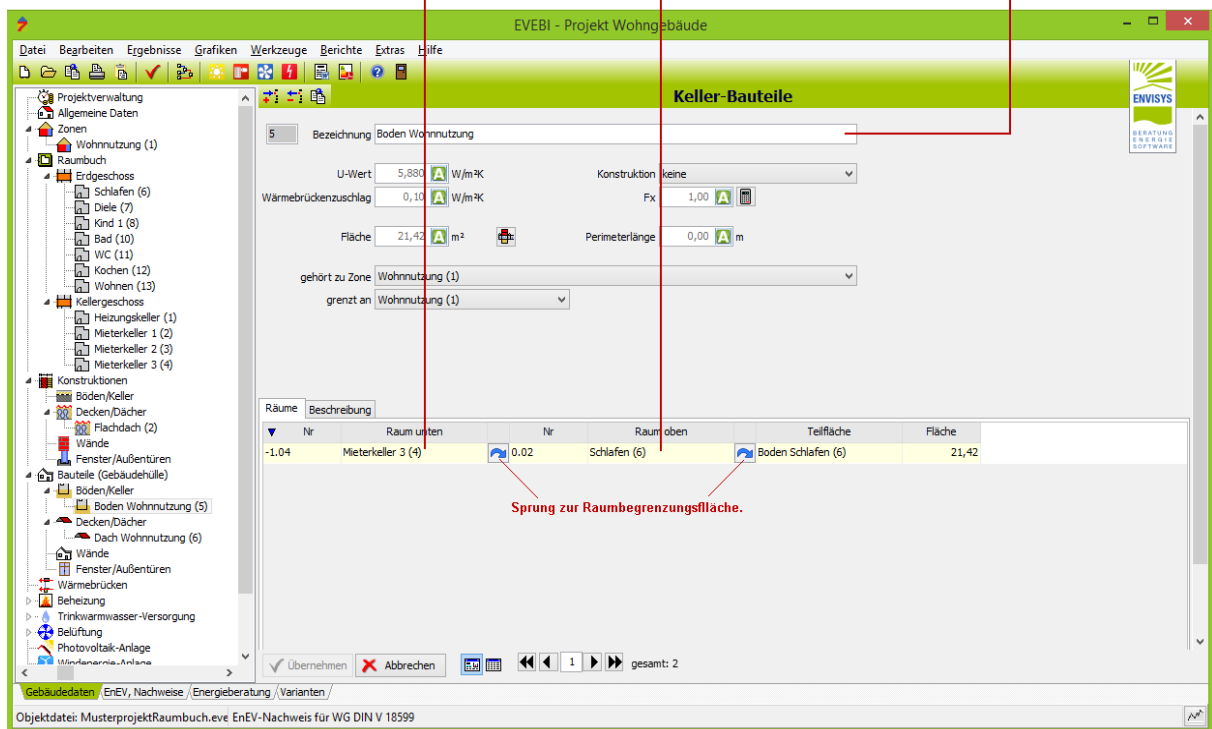 EVEBI - Projekt Wohngebäude
Datei Bearbeiten Ergebnisse Grafiken Werkzeuge Berichte Extras Hilfe
Keller-Bauteile
ENVISYS
BERATUNG
ENERGIE
SOFTWARE
Projektverwaltung
Allgemeine Daten
Zonen
Wohnnutzung (1)
Raumbuch
Erdgeschoss
Schlafen (6)
Diele (7)
Kind 1 (8)
Bad (10)
WC (11)
Kochen (12)
Wohnen (13)
Kellergeschoss
Heizungskeller (1)
Mieterkeller 1 (2)
Mieterkeller 2 (3)
Mieterkeller 3 (4)
Konstruktionen
Böden/Keller
Decken/Dächer
Flachdach (2)
Wände
Fenster/Außentüren
Bauteile (Gebäudehülle)
Böden/Keller
Boden Wohnnutzung (5)
Decken/Dächer
Dach Wohnnutzung (6)
Wände
Fenster/Außentüren
Wärmebrücken
Beheizung
Trinkwarmwasser-Versorgung
Belüftung
Photovoltaik-Anlage
Windenergie-Anlage
5 Bezeichnung Boden Wohnnutzung
U-Wert 5,880 A W/m²K Konstruktion keine
Wärmebrückenzuschlag 0,10 A W/m²K Fx 1,00 A
Fläche 21,42 A m² Perimeterlänge 0,00 A m
gehört zu Zone Wohnnutzung (1)
grenzt an Wohnnutzung (1)
Räume Beschreibung
Nr Raum unten Nr Raum oben Teilfläche Fläche
-1.04 Mieterkeller 3 (4) 0.02 Schlafen (6) Boden Schlafen (6) 21,42
Sprung zur Raumbegrenzungsflläche.
Übernehmen Abbrechen 1 gesamt: 2
Gebäudedaten EnEV, Nachweise Energieberatung Varianten
Objektdatei: MusterprojektRaumbuch.eve EnEV-Nachweis für WG DIN V 18599